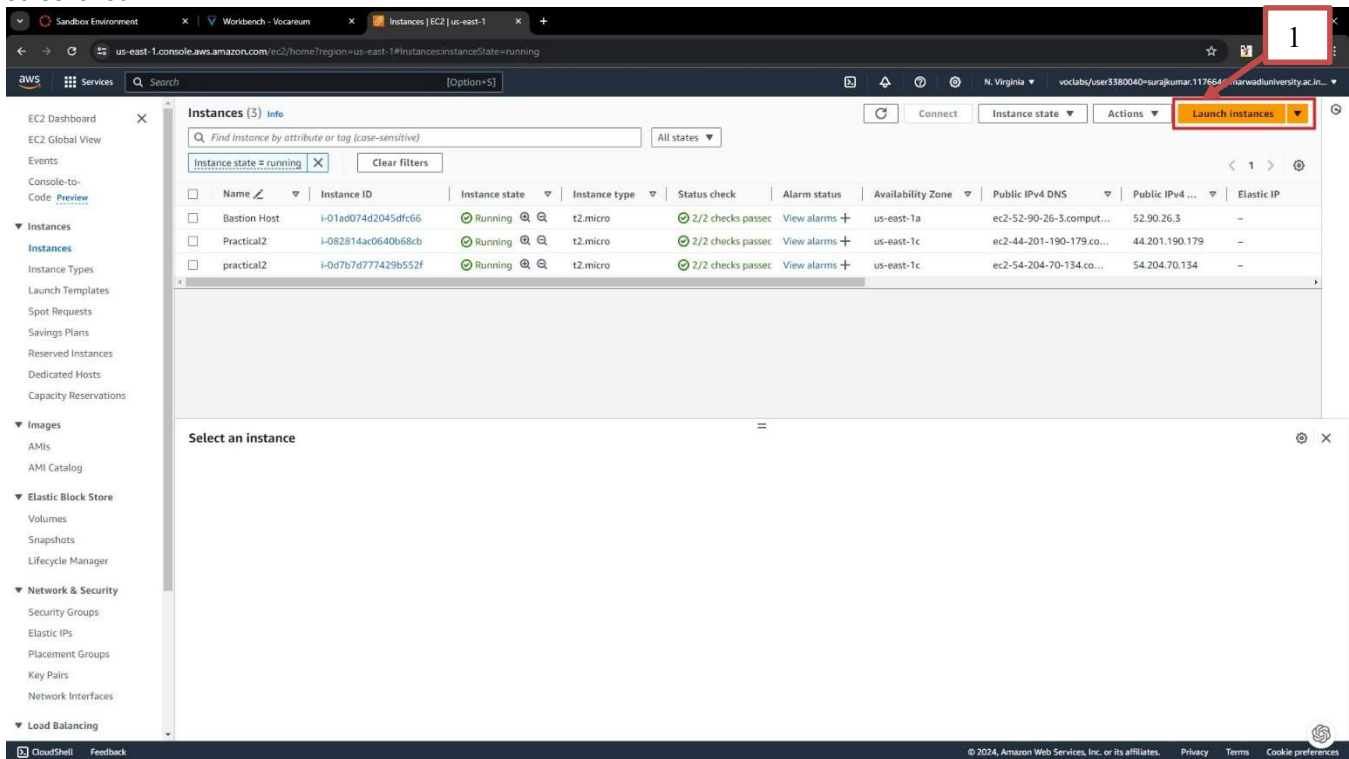 Sandbox Environment
Workbench - Vocareum
Instances | EC2 | us-east-1
us-east-1.console.aws.amazon.com/ec2/home?region=us-east-1#Instances:instanceState=running
1
aws Services Search [Option+S] N. Virginia voclabs/user3380040=surajkumar.117664
EC2 Dashboard
EC2 Global View
Events
Console-to-
Code Preview
Instances
Instances
Instance Types
Launch Templates
Spot Requests
Savings Plans
Reserved Instances
Dedicated Hosts
Capacity Reservations
Images
AMIs
AMI Catalog
Elastic Block Store
Volumes
Snapshots
Lifecycle Manager
Network & Security
Security Groups
Elastic IPs
Placement Groups
Key Pairs
Network Interfaces
Load Balancing
Instances (3) Info Connect Instance state Actions Launch instances
Find Instance by attribute or tag (case-sensitive) All states
Instance state = running Clear filters 1
Name Instance ID Instance state Instance type Status check Alarm status Availability Zone Public IPv4 DNS Public IPv4 ... Elastic IP
Bastion Host i-01ad074d2045dfc66 Running t2.micro 2/2 checks passec View alarms + us-east-1a ec2-52-90-26-3.comput... 52.90.26.3 –
Practical2 i-082814ac0640b68cb Running t2.micro 2/2 checks passec View alarms + us-east-1c ec2-44-201-190-179.co... 44.201.190.179 –
practical2 i-0d7b7d777429b552f Running t2.micro 2/2 checks passec View alarms + us-east-1c ec2-54-204-70-134.co... 54.204.70.134 –
Select an instance
CloudShell Feedback © 2024, Amazon Web Services, Inc. or its affiliates. Privacy Terms Cookie preferences